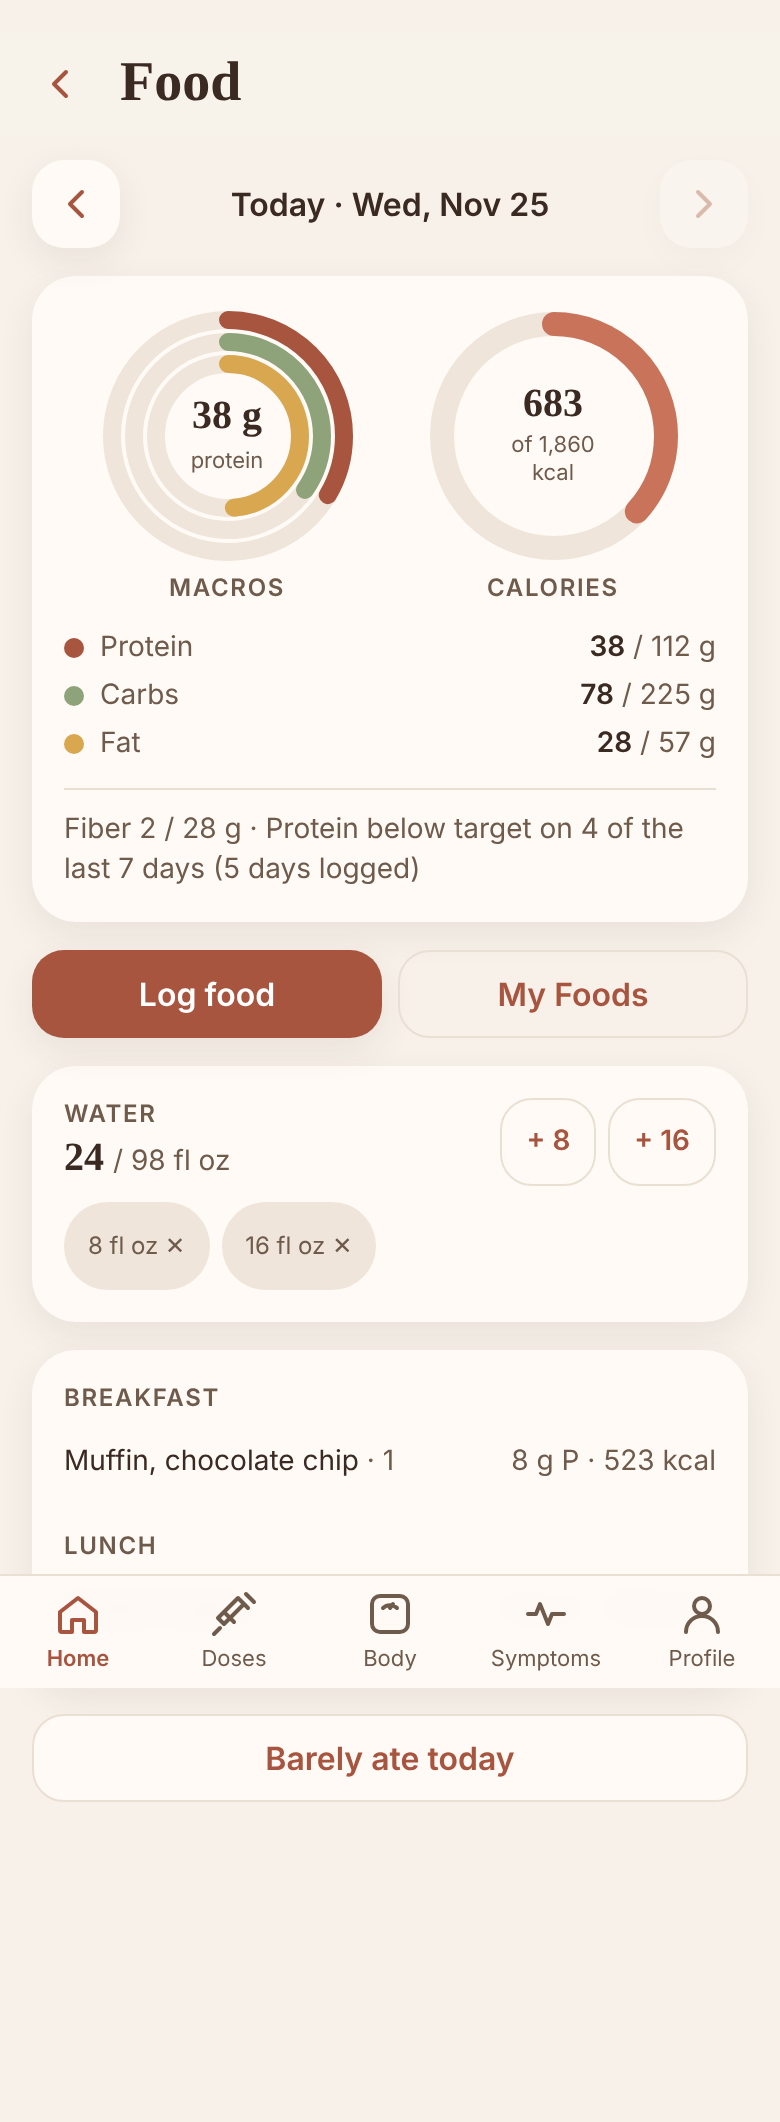 Food
Today · Wed, Nov 25
38 g
protein
683
of 1,860
kcal
MACROS
CALORIES
Protein 38 / 112 g
Carbs 78 / 225 g
Fat 28 / 57 g
Fiber 2 / 28 g · Protein below target on 4 of the
last 7 days (5 days logged)
Log food
My Foods
WATER
24 / 98 fl oz
+ 8
+ 16
8 fl oz ×
16 fl oz ×
BREAKFAST
Muffin, chocolate chip · 1 8 g P · 523 kcal
LUNCH
Home
Doses
Body
Symptoms
Profile
Barely ate today